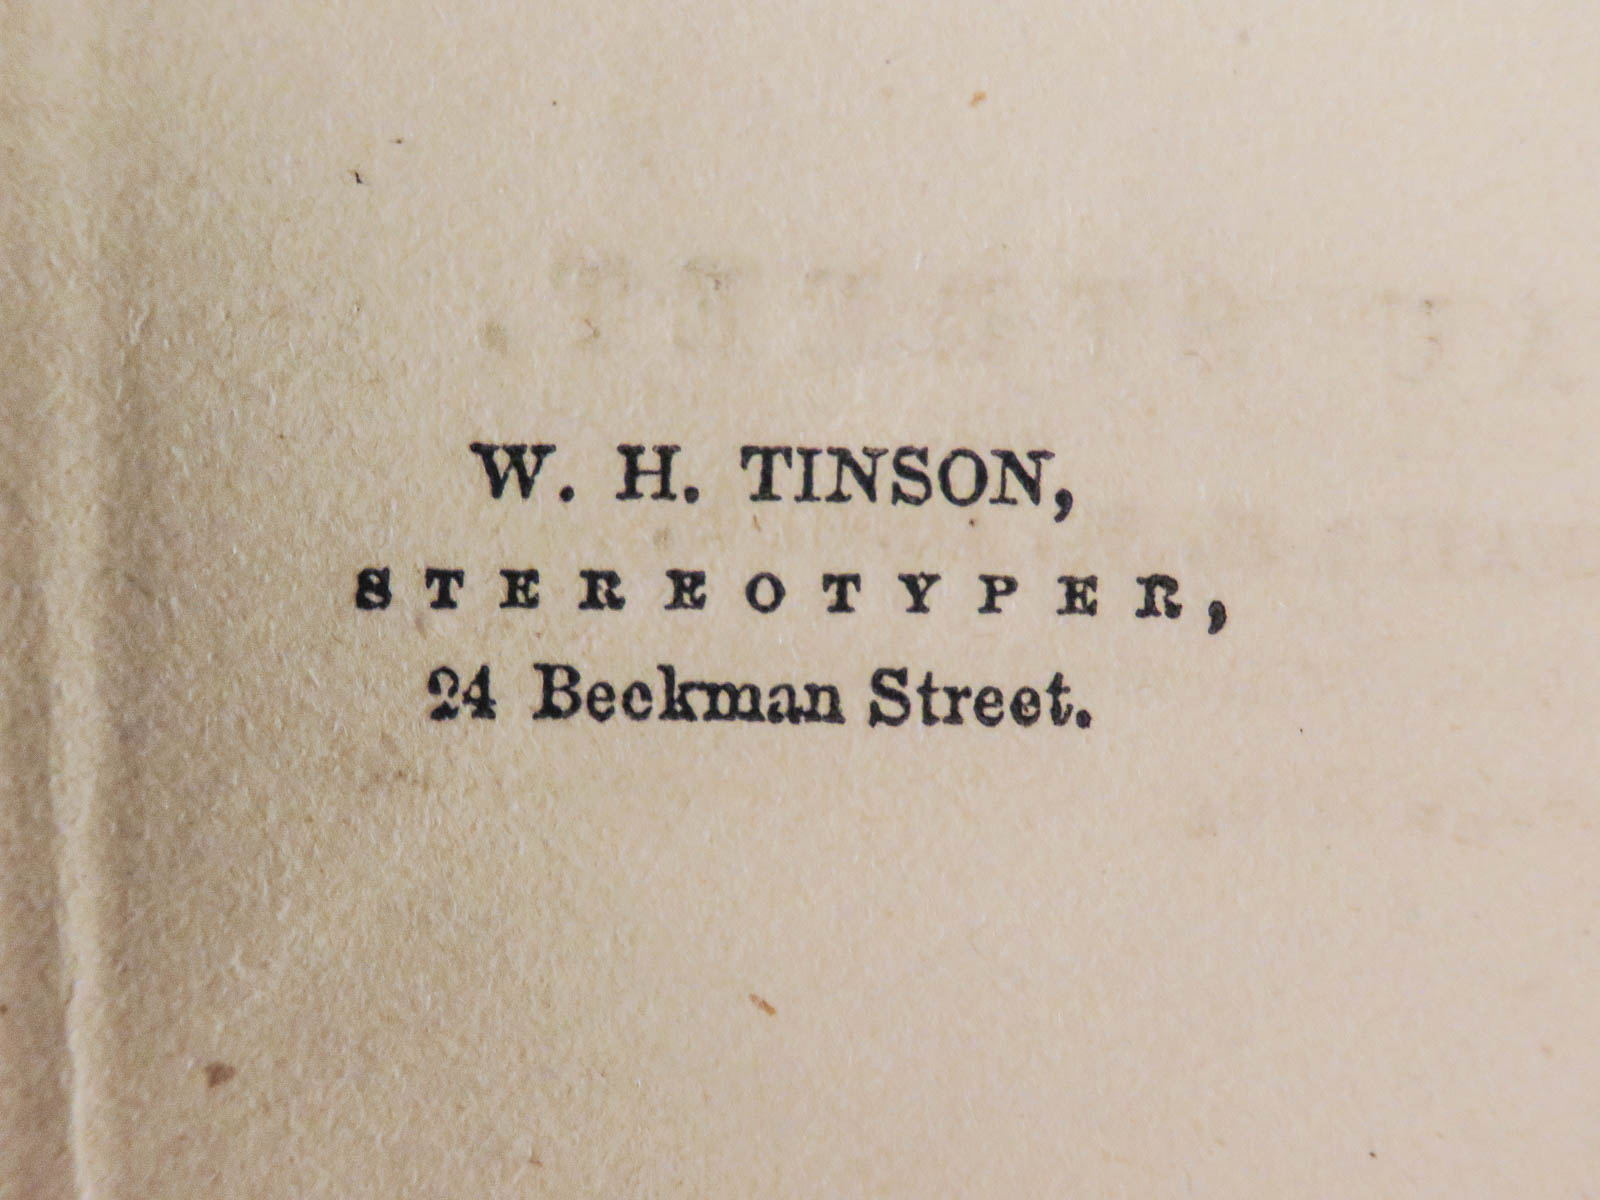 W. H. TINSON,
STEREOTYPER,
24 Beekman Street.